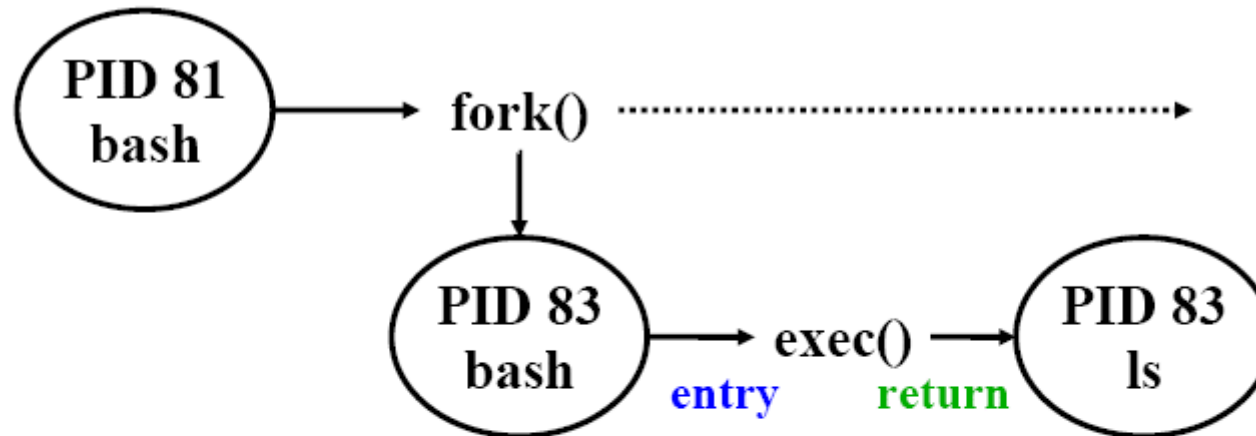 PID 81
bash
fork()
PID 83
bash
exec()
entry
return
PID 83
ls